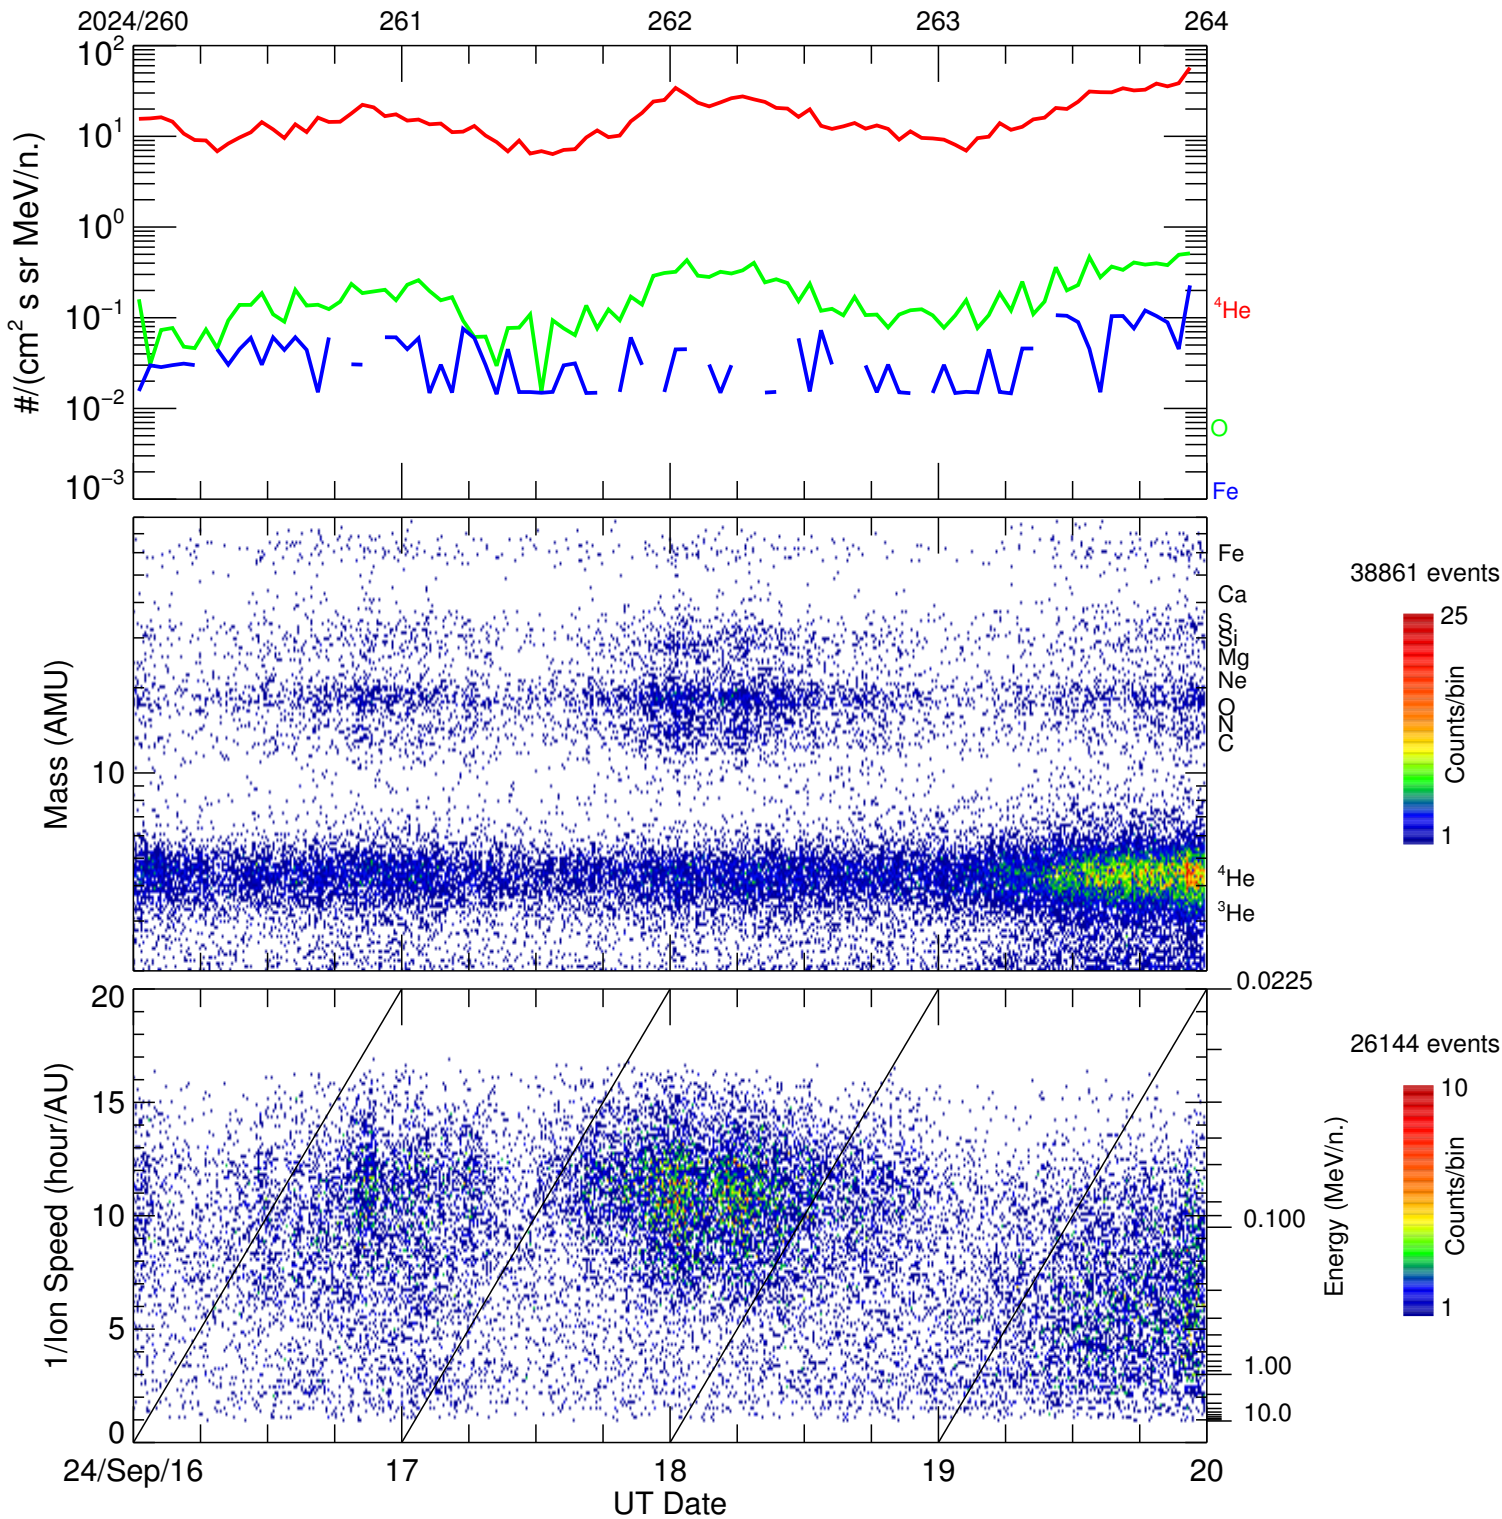 2024/260 261 262 263 264
10² 10¹ 10⁰ 10⁻¹ 10⁻² 10⁻³
#/(cm² s sr MeV/n.)
⁴He
O
Fe
Mass (AMU)
10
Fe
Ca
S
Si
Mg
Ne
O
N
C
⁴He
³He
38861 events
25
Counts/bin
1
1/Ion Speed (hour/AU)
20
15
10
5
0
0.0225
0.100
1.00
10.0
Energy (MeV/n.)
26144 events
10
Counts/bin
1
24/Sep/16 17 18 19 20
UT Date